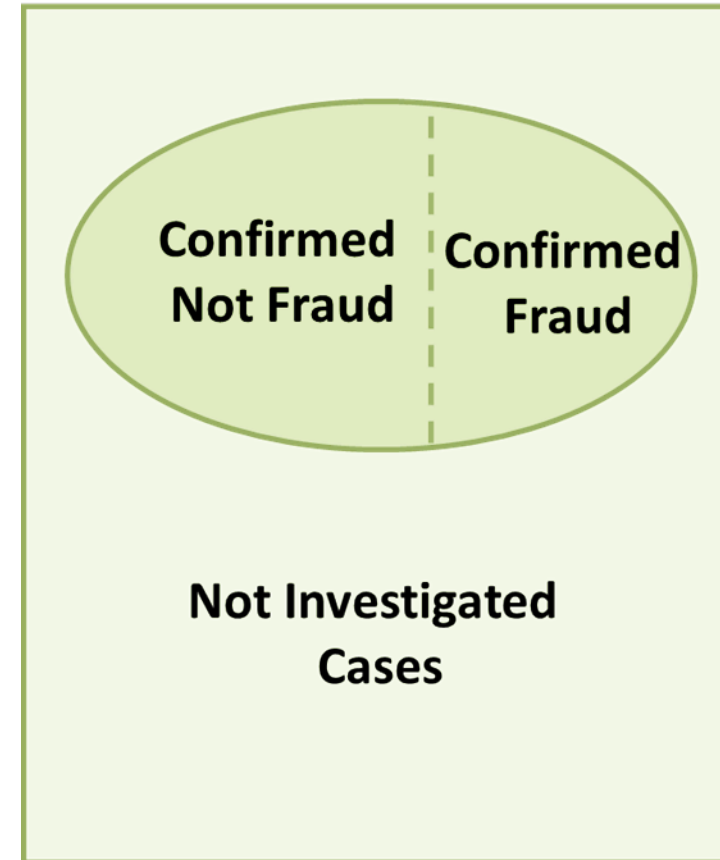 Confirmed
Not Fraud
Confirmed
Fraud
Not Investigated
Cases